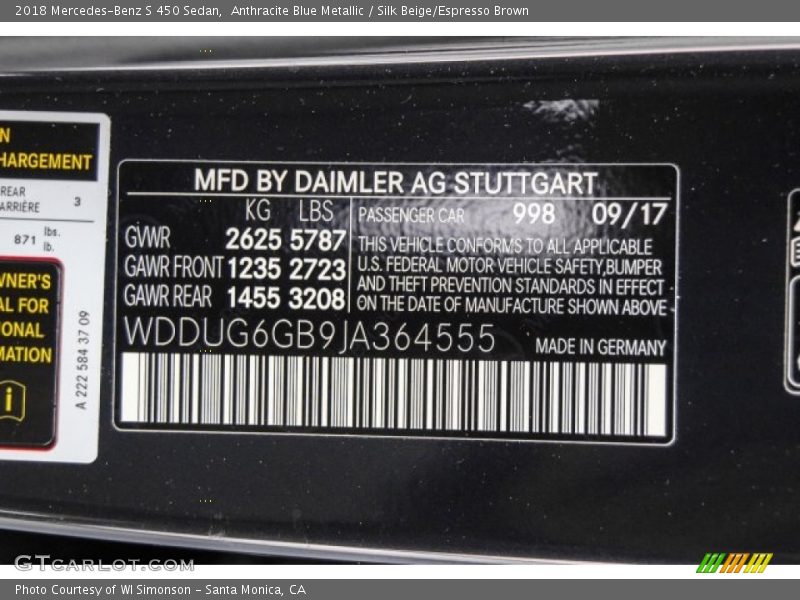 2018 Mercedes-Benz S 450 Sedan, Anthracite Blue Metallic / Silk Beige/Espresso Brown
N
HARGEMENT
REAR
ARRIÈRE 3
871 lbs.
lb.
WNER'S
AL FOR
IONAL
MATION
i
A 222 584 37 09
MFD BY DAIMLER AG STUTTGART
KG LBS
GWR 2625 5787
GAWR FRONT 1235 2723
GAWR REAR 1455 3208
PASSENGER CAR 998 09/17
THIS VEHICLE CONFORMS TO ALL APPLICABLE
U.S. FEDERAL MOTOR VEHICLE SAFETY,BUMPER
AND THEFT PREVENTION STANDARDS IN EFFECT
ON THE DATE OF MANUFACTURE SHOWN ABOVE
WDDUG6GB9JA364555
MADE IN GERMANY
GTCARLOT.COM
Photo Courtesy of WI Simonson - Santa Monica, CA